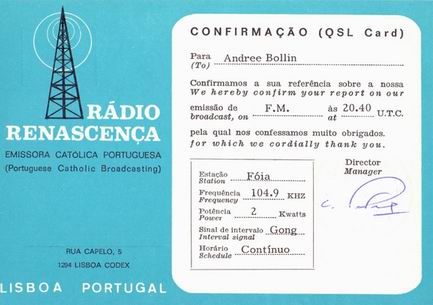 RÁDIO
RENASCENÇA
EMISSORA CATOLICA PORTUGUESA
(Portuguese Catholic Broadcasting)
RUA CAPELO, 5
1294 LISBOA CODEX
LISBOA PORTUGAL
CONFIRMAÇÃO (QSL Card)
Para Andree Bollin
(To)
Confirmamos a sua referência sobre a nossa
We hereby confirm your report on our
emissão de F.M. às 20.40 U.T.C.
broadcast, on at
pela qual nos confessamos muito obrigados.
for which we cordially thank you.
Director
Manager
Estação Fóia
Station
Frequência 104.9 KHZ
Frequency
Potência 2 Kwatts
Power
Sinal de intervalo Gong
Interval signal
Horário Contínuo
Schedule